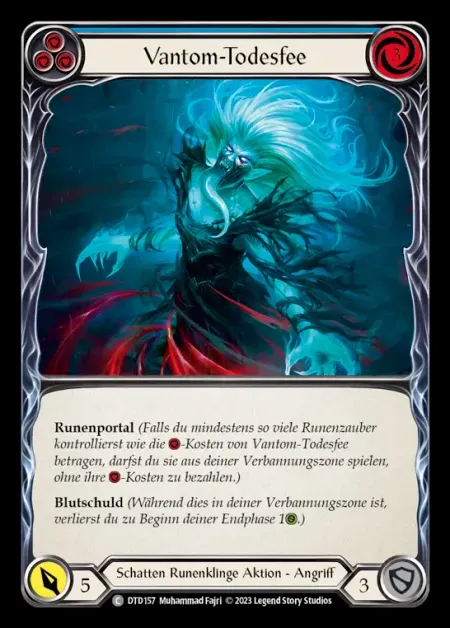 Vantom-Todesfee
3
Runenportal (Falls du mindestens so viele Runenzauber
kontrollierst wie die -Kosten von Vantom-Todesfee
betragen, darfst du sie aus deiner Verbannungszone spielen,
ohne ihre -Kosten zu bezahlen.)
Blutschuld (Während dies in deiner Verbannungszone ist,
verlierst du zu Beginn deiner Endphase 1.)
5
Schatten Runenklinge Aktion - Angriff
3
C DTD157 Muhammad Fajri © 2023 Legend Story Studios